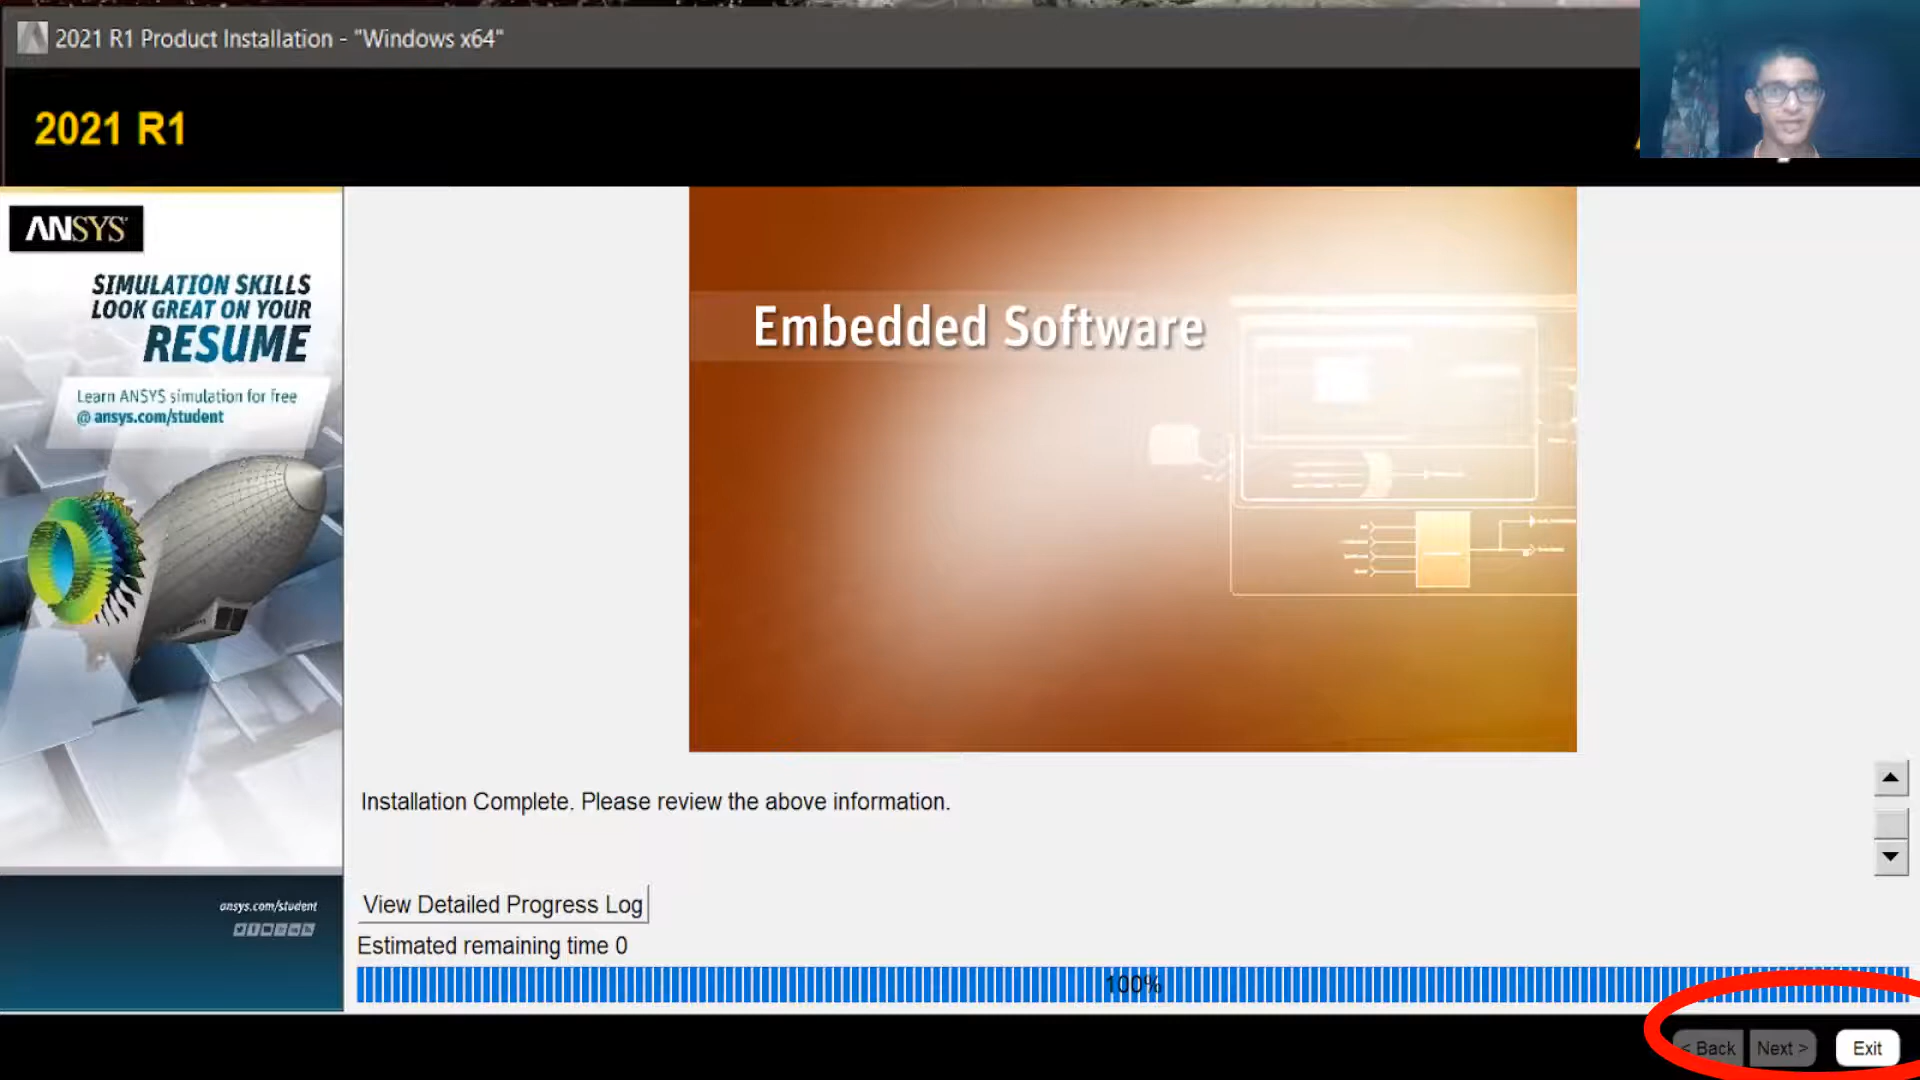 2021 R1 Product Installation - "Windows x64"
2021 R1
ANSYS
SIMULATION SKILLS
LOOK GREAT ON YOUR
RESUME
Learn ANSYS simulation for free
@ ansys.com/student
Embedded Software
Installation Complete. Please review the above information.
View Detailed Progress Log
ansys.com/student
Estimated remaining time 0
100%
< Back
Next >
Exit